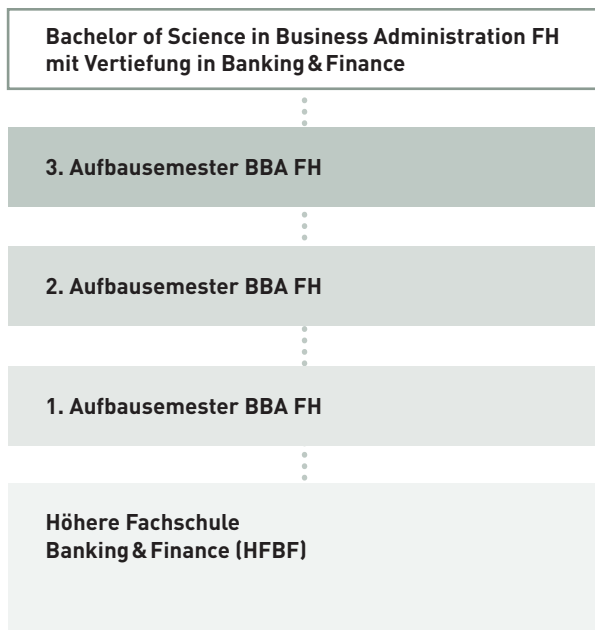 Bachelor of Science in Business Administration FH
mit Vertiefung in Banking & Finance
3. Aufbausemester BBA FH
2. Aufbausemester BBA FH
1. Aufbausemester BBA FH
Höhere Fachschule
Banking & Finance (HFBF)